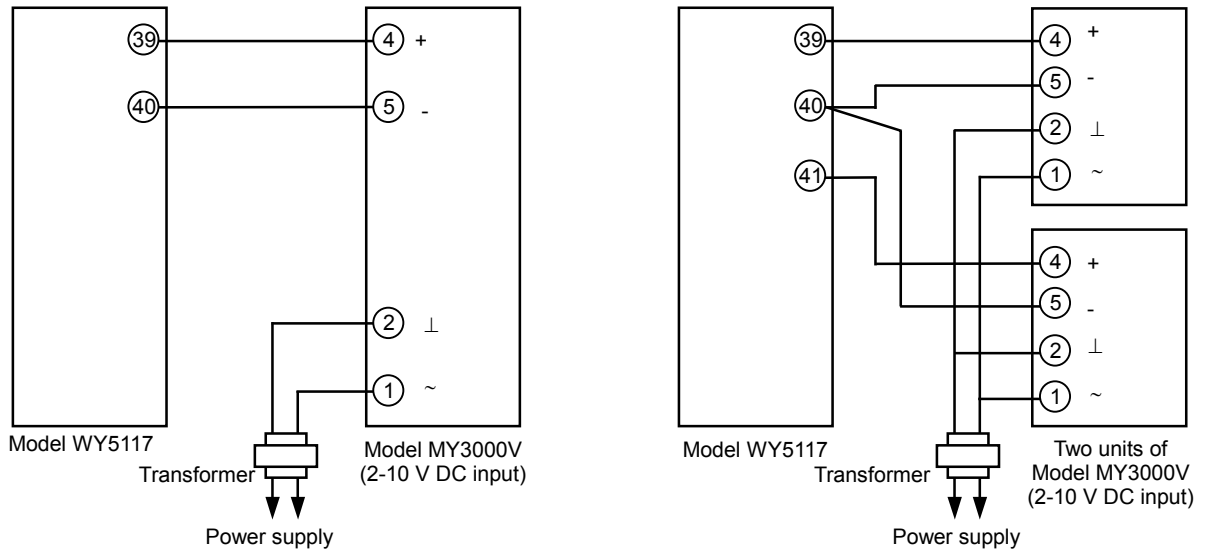 39 4 +
40 5 -
2 ⊥
1 ~
Model WY5117
Transformer
Model MY3000V
(2-10 V DC input)
Power supply
39 4 +
40 5 -
2 ⊥
41 1 ~
4 +
5 -
2 ⊥
1 ~
Model WY5117
Transformer
Two units of
Model MY3000V
(2-10 V DC input)
Power supply